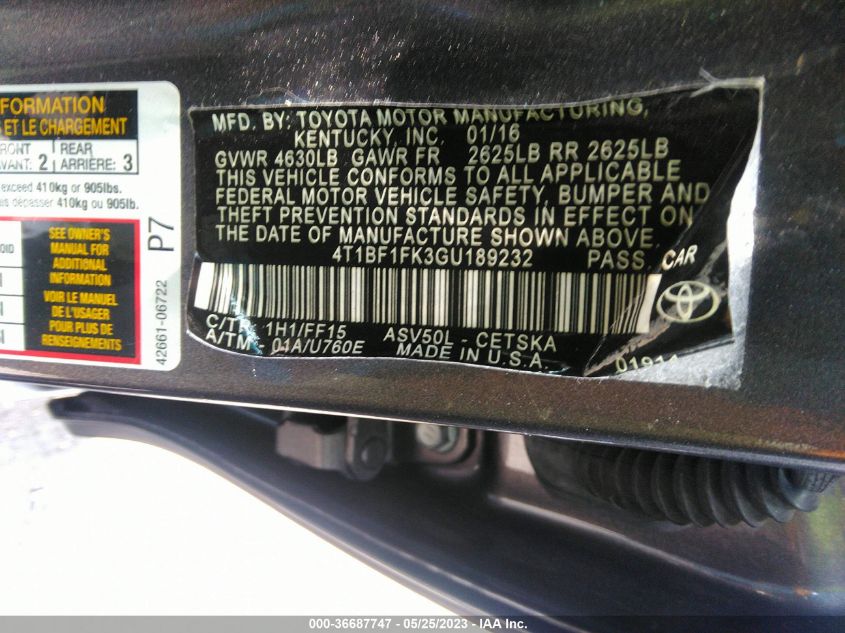 FORMATION
ET LE CHARGEMENT
FRONT
AVANT: 2
REAR
ARRIÈRE: 3
exceed 410kg or 905lbs.
dépasser 410kg ou 905lb.
SEE OWNER'S
MANUAL FOR
ADDITIONAL
INFORMATION
VOIR LE MANUEL
DE L'USAGER
POUR PLUS DE
RENSEIGNEMENTS
P7
42661-06722
MFD. BY: TOYOTA MOTOR MANUFACTURING,
KENTUCKY, INC. 01/16
GVWR 4630LB GAWR FR 2625LB RR 2625LB
THIS VEHICLE CONFORMS TO ALL APPLICABLE
FEDERAL MOTOR VEHICLE SAFETY, BUMPER AND
THEFT PREVENTION STANDARDS IN EFFECT ON
THE DATE OF MANUFACTURE SHOWN ABOVE.
4T1BF1FK3GU189232 PASS. CAR
C/TR 1H1/FF15 ASV50L - CETSKA
A/TM 01A/U760E MADE IN U.S.A.
000-36687747 - 05/25/2023 - IAA Inc.